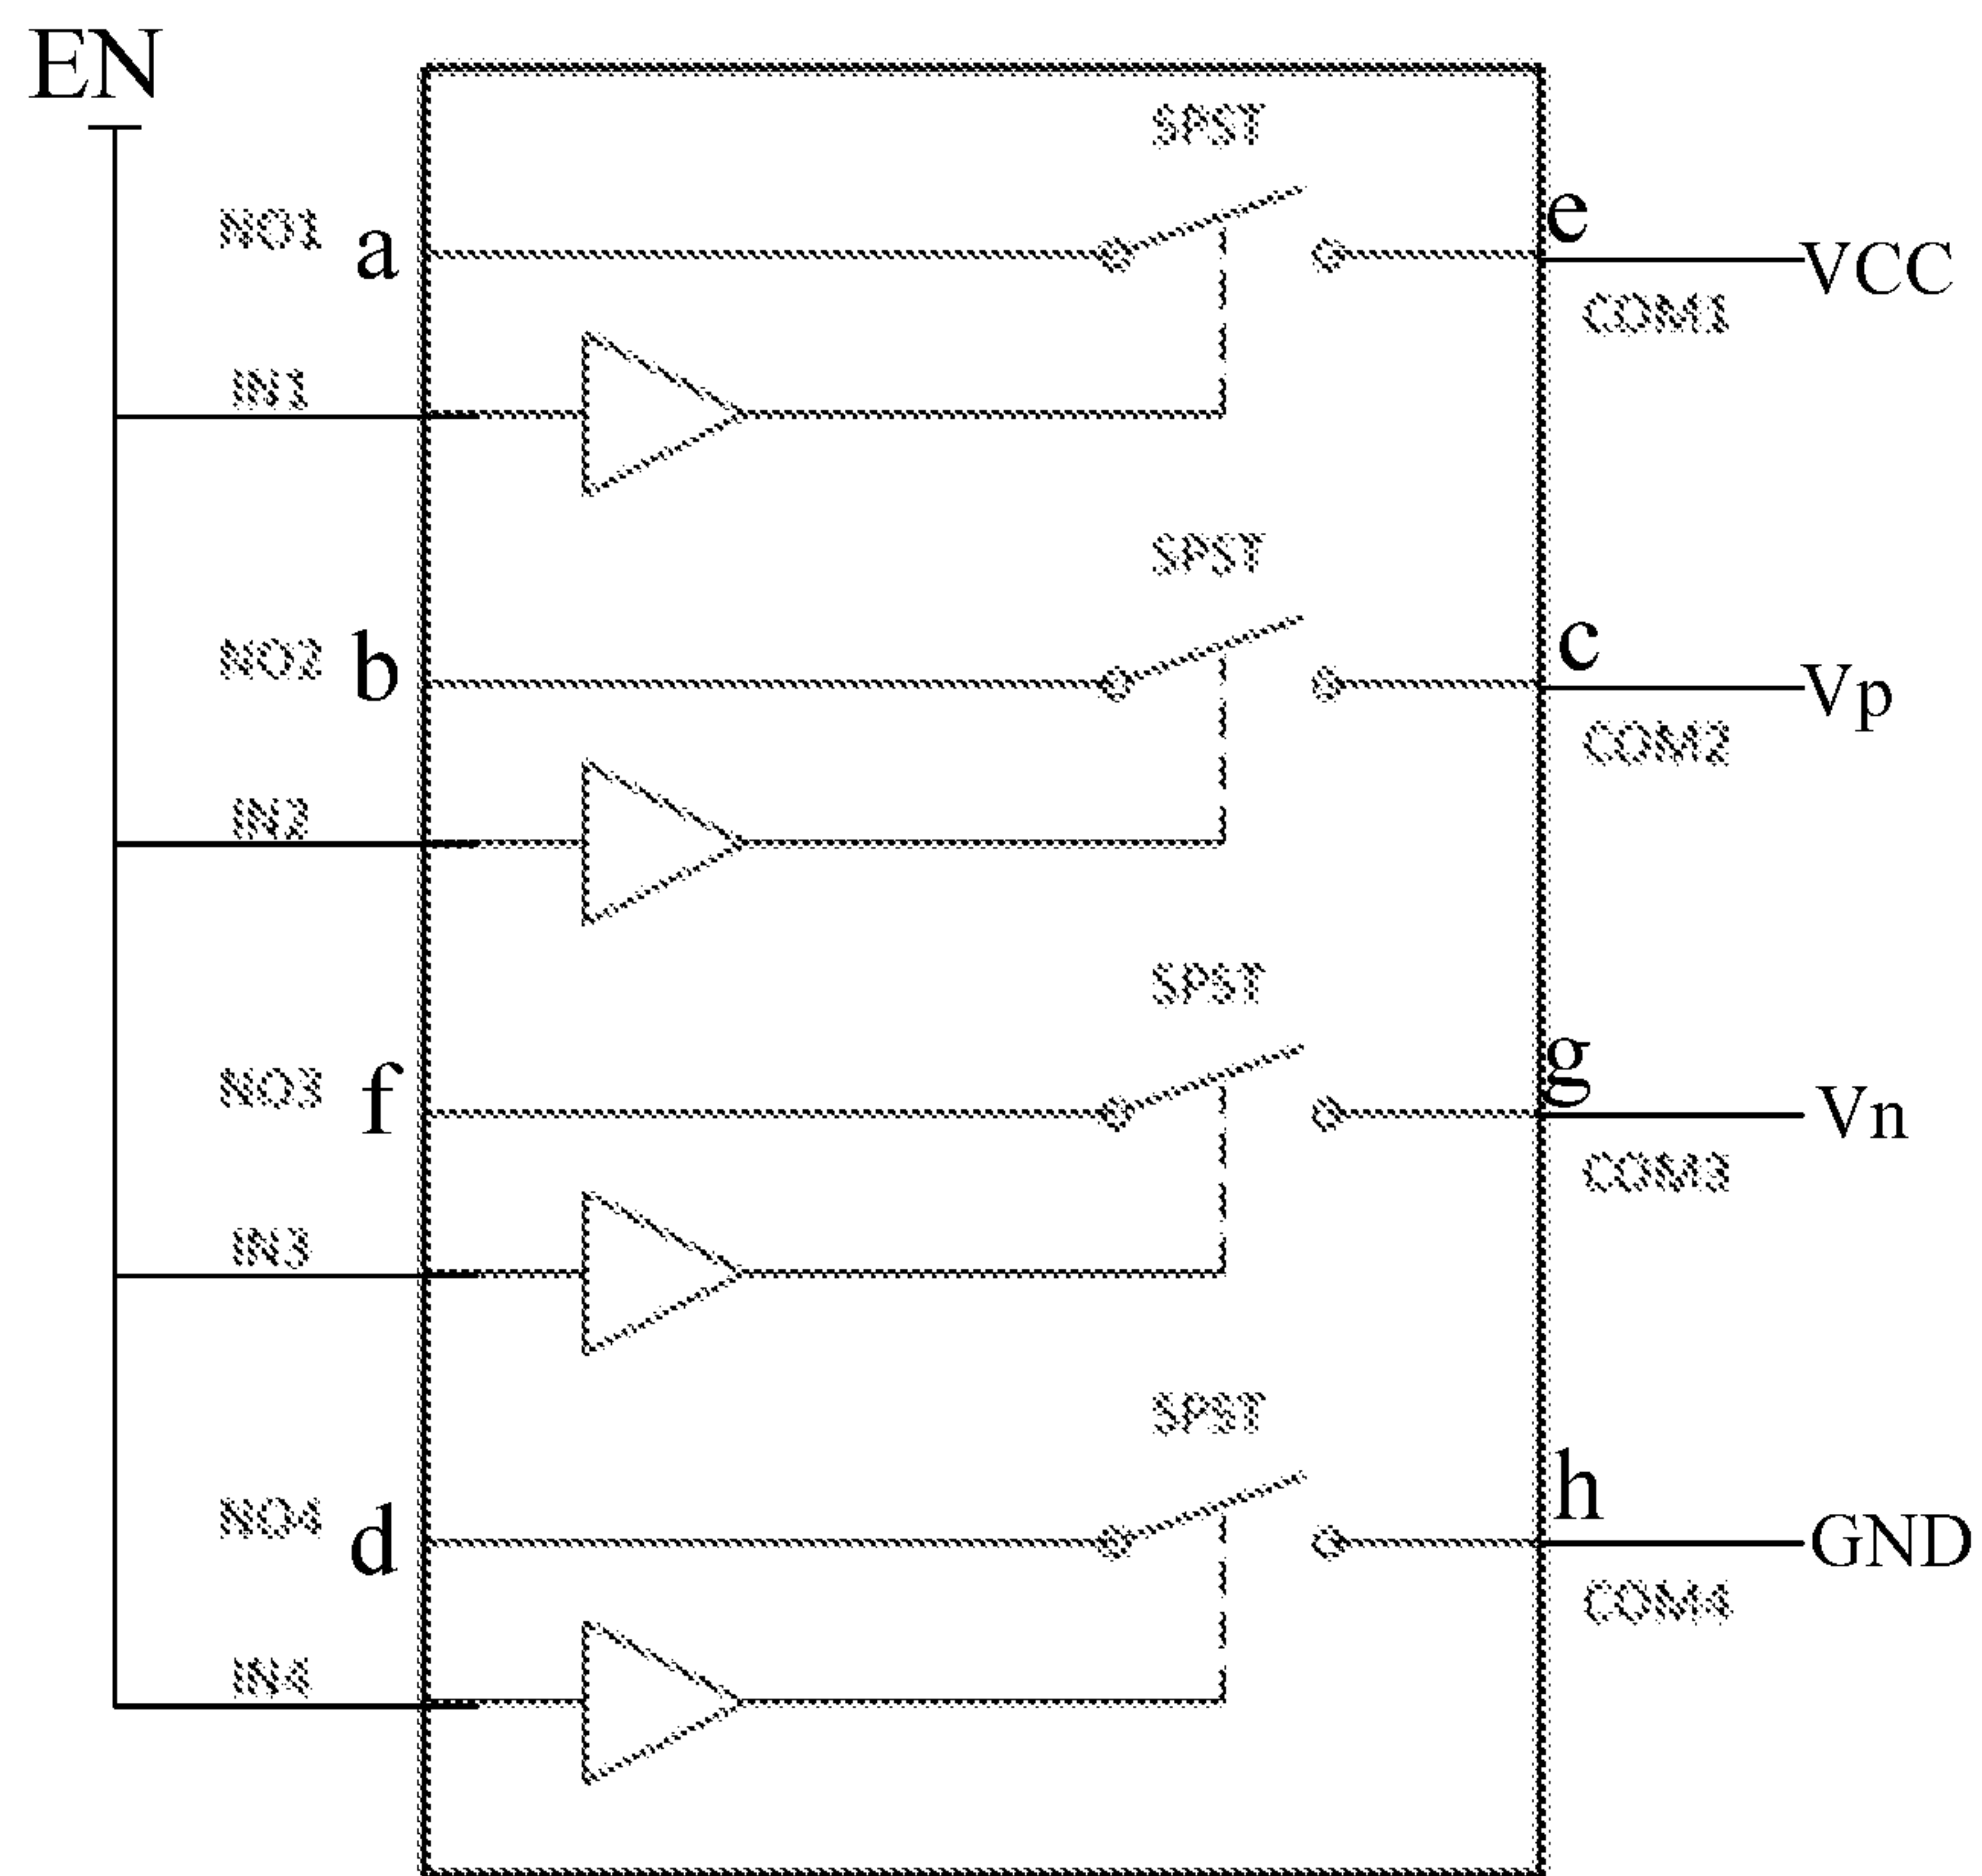 EN
SPST
NO1 a e
VCC
COM1
IN1
SPST
NO2 b c
Vp
COM2
IN2
SPST
NO3 f g
Vn
COM3
IN3
SPST
NO4 d h
GND
COM4
IN4